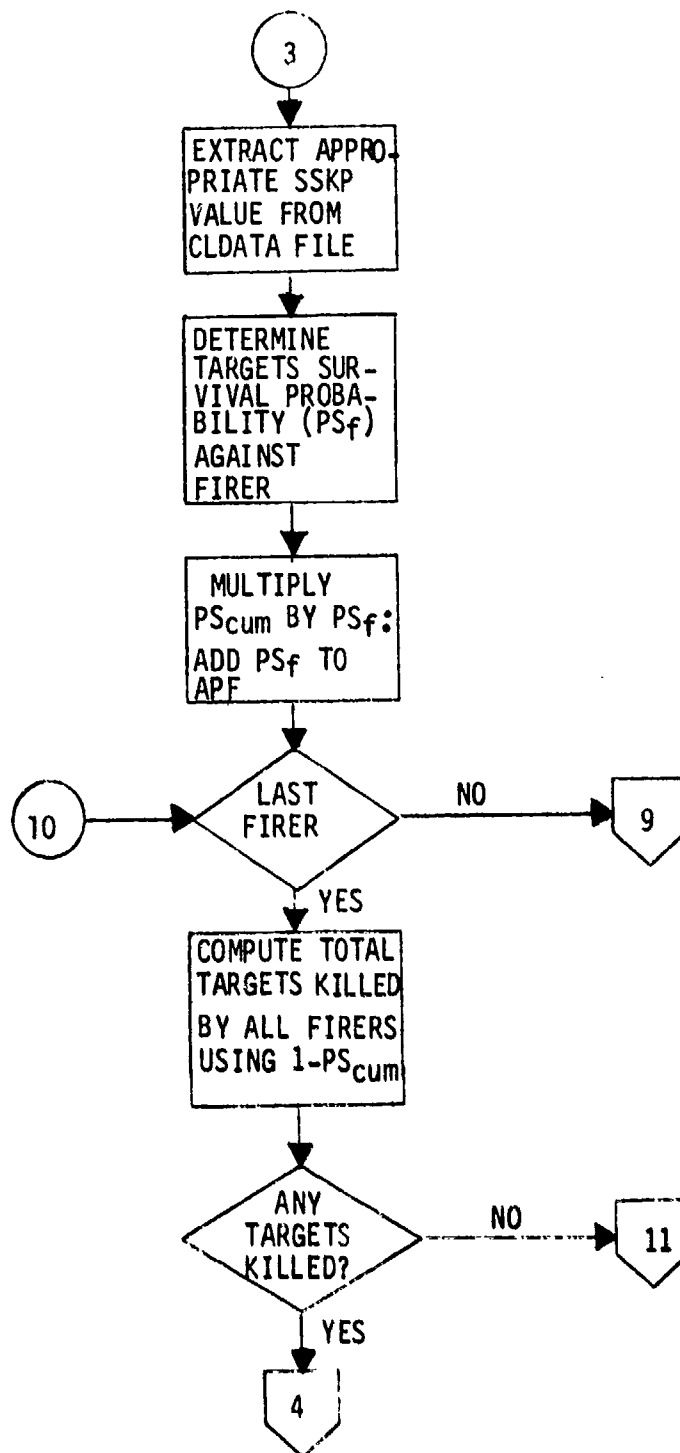 3
EXTRACT APPRO-
PRIATE SSKP
VALUE FROM
CLDATA FILE
DETERMINE
TARGETS SUR-
VIVAL PROBA-
BILITY (PSf)
AGAINST
FIRER
MULTIPLY
PScum BY PSf:
ADD PSf TO
APF
10
LAST
FIRER
NO
9
YES
COMPUTE TOTAL
TARGETS KILLED
BY ALL FIRERS
USING 1-PScum
ANY
TARGETS
KILLED?
NO
11
YES
4